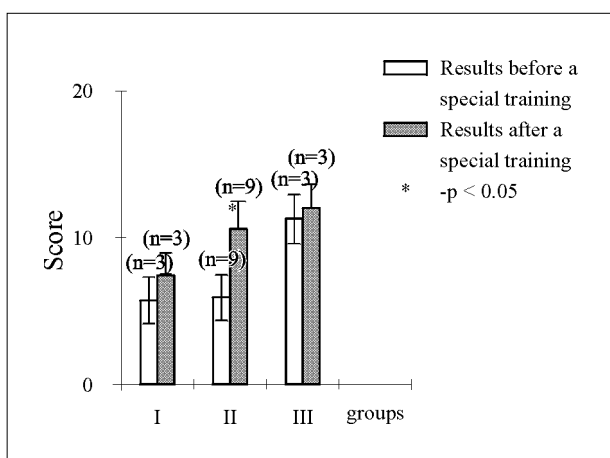 20
10
0
Score
(n=3)
(n=3)
(n=9)
(n=9)
*
(n=3)
(n=3)
I
II
III
groups
Results before a
special training
Results after a
special training
* -p < 0.05